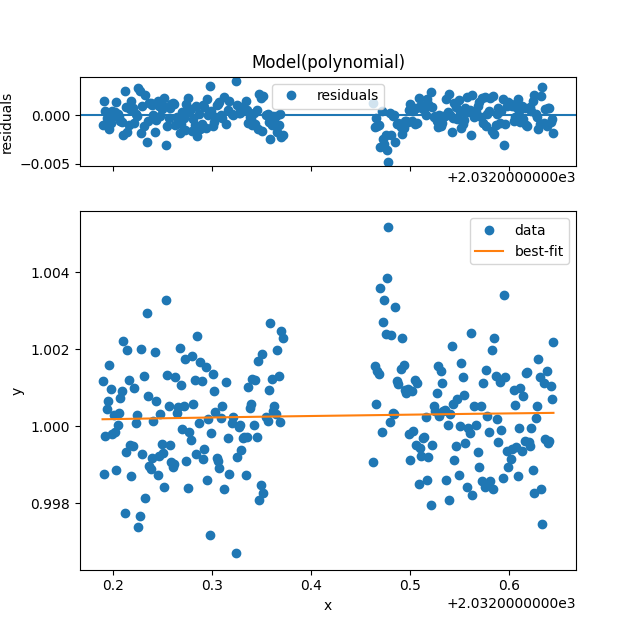 Model(polynomial)
residuals
0.000
−0.005
residuals
+2.0320000000e3
1.004
1.002
1.000
0.998
y
data
best-fit
0.2 0.3 0.4 0.5 0.6
x
+2.0320000000e3